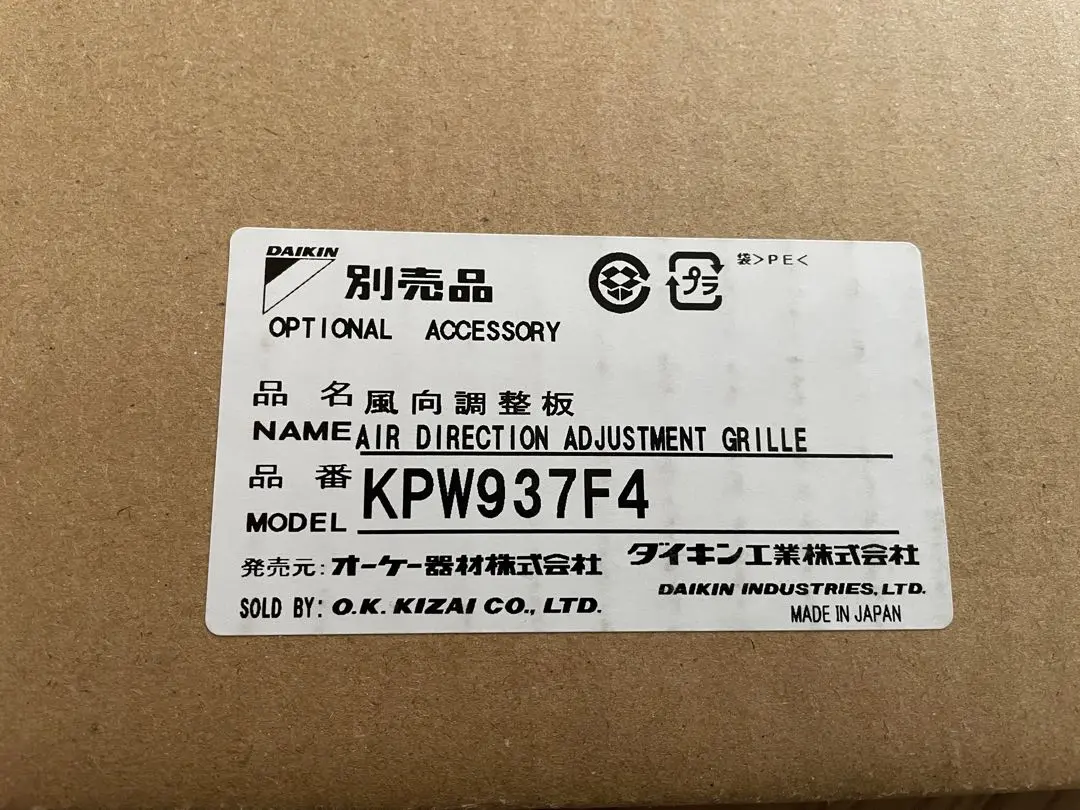 DAIKIN
別売品
プラ
袋>PE<
OPTIONAL ACCESSORY
品 名 風向調整板
NAME AIR DIRECTION ADJUSTMENT GRILLE
品 番
MODEL KPW937F4
発売元:オーケー器材株式会社 ダイキン工業株式会社
SOLD BY: O.K. KIZAI CO., LTD. DAIKIN INDUSTRIES, LTD.
MADE IN JAPAN